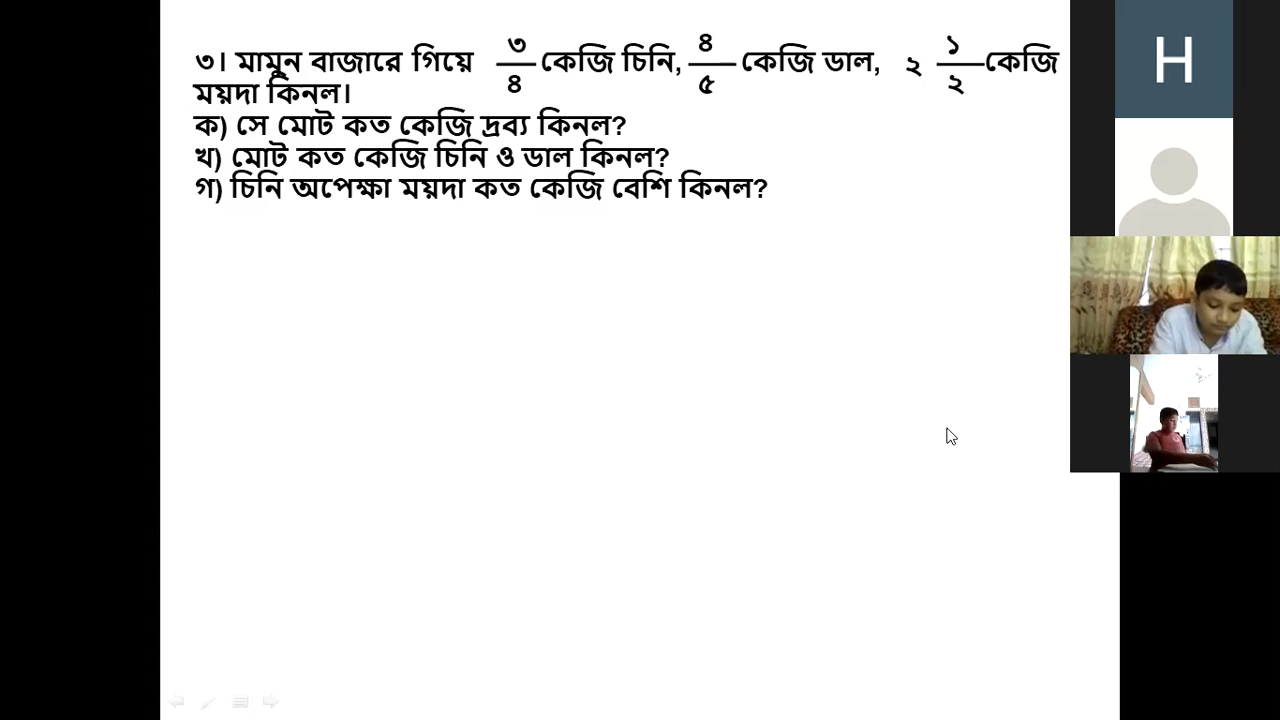 ৩। মামুন বাজারে গিয়ে ৩/৪ কেজি চিনি, ৪/৫ কেজি ডাল, ২ ১/২ কেজি
ময়দা কিনল।
ক) সে মোট কত কেজি দ্রব্য কিনল?
খ) মোট কত কেজি চিনি ও ডাল কিনল?
গ) চিনি অপেক্ষা ময়দা কত কেজি বেশি কিনল?
H